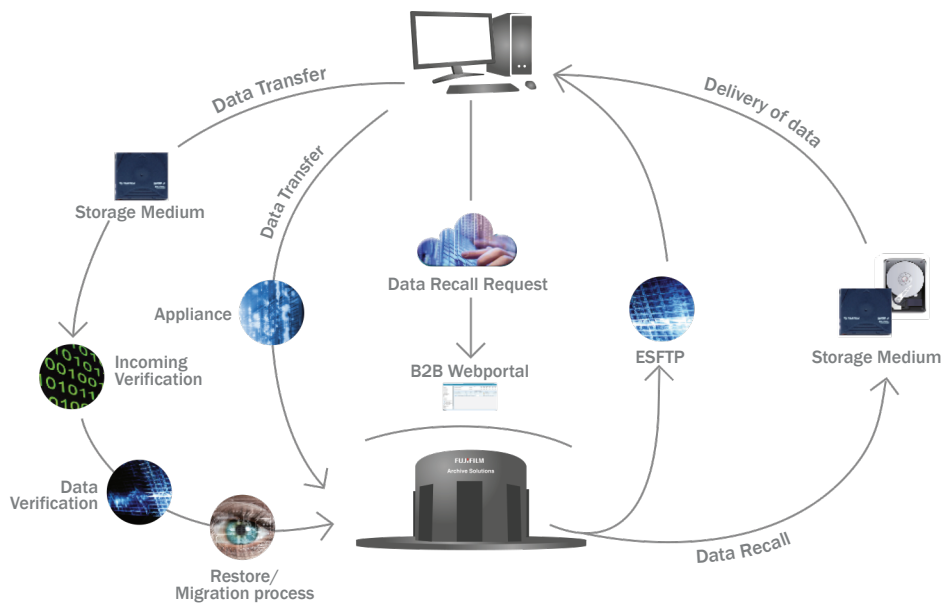 Data Transfer
Delivery of data
Data Transfer
Storage Medium
Data Recall Request
Appliance
Incoming
Verification
B2B Webportal
ESFTP
Storage Medium
FUJIFILM
Archive Solutions
Data
Verification
Data Recall
Restore/
Migration process